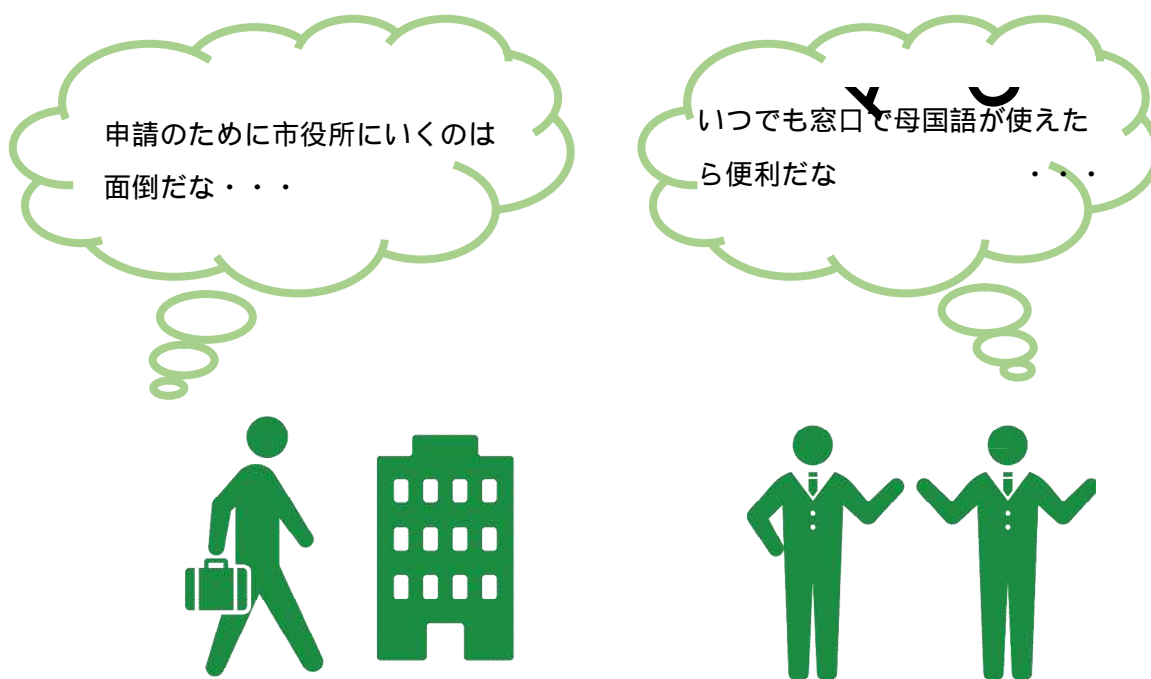 申請のために市役所にいくのは
面倒だな・・・
いつでも窓口で母国語が使えた
ら便利だな ・・・